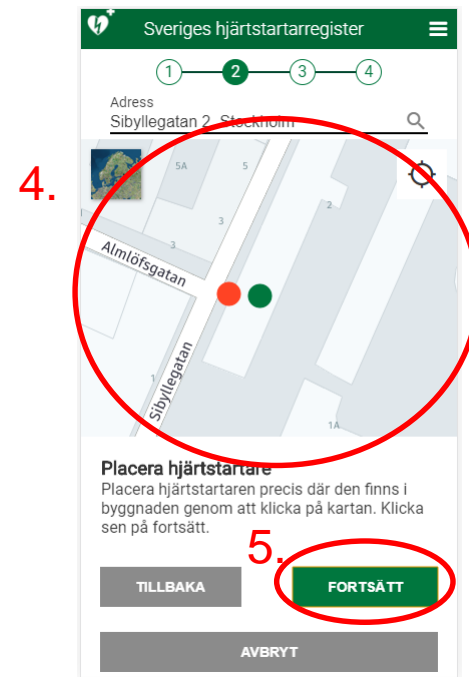 Sveriges hjärtstartarregister
1 2 3 4
Adress
Sibyllegatan 2, Stockholm
4.
5A 5
2
3
3
Almlöfsgatan
Sibyllegatan
1
1A
Placera hjärtstartare
Placera hjärtstartaren precis där den finns i
byggnaden genom att klicka på kartan. Klicka
sen på fortsätt.
5.
TILLBAKA FORTSÄTT
AVBRYT